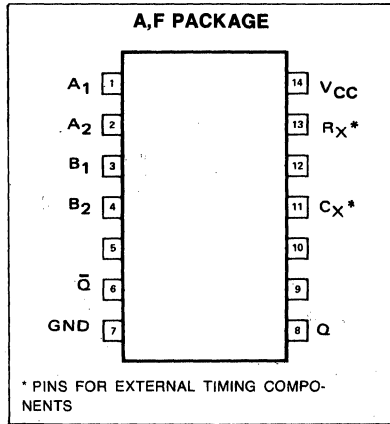 A,F PACKAGE
A1 1 14 VCC
A2 2 13 RX*
B1 3 12
B2 4 11 CX*
5 10
Q̄ 6 9
GND 7 8 Q
* PINS FOR EXTERNAL TIMING COMPO-
NENTS